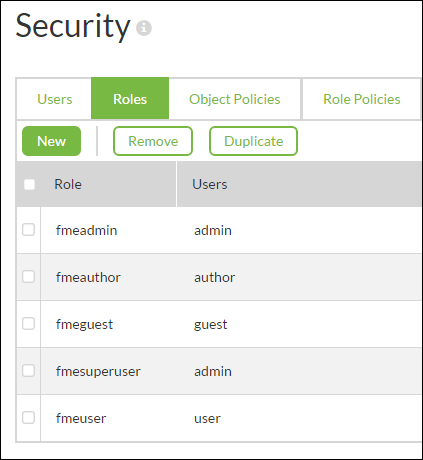 Security
Users Roles Object Policies Role Policies
New Remove Duplicate
Role Users
fmeadmin admin
fmeauthor author
fmeguest guest
fmesuperuser admin
fmeuser user